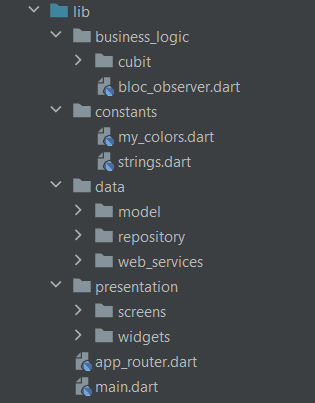 lib
business_logic
cubit
bloc_observer.dart
constants
my_colors.dart
strings.dart
data
model
repository
web_services
presentation
screens
widgets
app_router.dart
main.dart